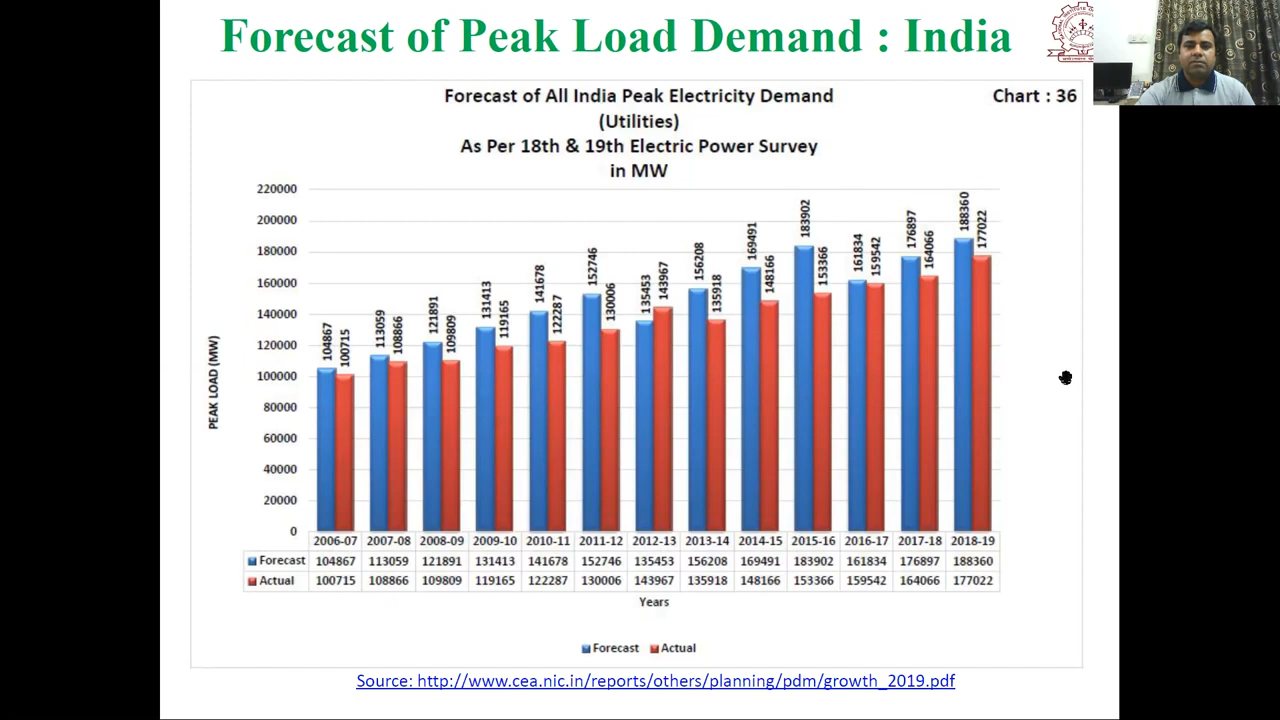 Forecast of Peak Load Demand : India
Forecast of All India Peak Electricity Demand
(Utilities)
As Per 18th & 19th Electric Power Survey
in MW
Chart : 36
220000
200000
180000
160000
140000
120000
100000
80000
60000
40000
20000
0
PEAK LOAD (MW)
104867
100715
113059
108866
121891
109809
131413
119165
141678
122287
152746
130006
135453
143967
156208
135918
169491
148166
183902
153366
161834
159542
176897
164066
188360
177022
2006-07 2007-08 2008-09 2009-10 2010-11 2011-12 2012-13 2013-14 2014-15 2015-16 2016-17 2017-18 2018-19
Forecast 104867 113059 121891 131413 141678 152746 135453 156208 169491 183902 161834 176897 188360
Actual 100715 108866 109809 119165 122287 130006 143967 135918 148166 153366 159542 164066 177022
Years
Forecast Actual
Source: http://www.cea.nic.in/reports/others/planning/pdm/growth_2019.pdf